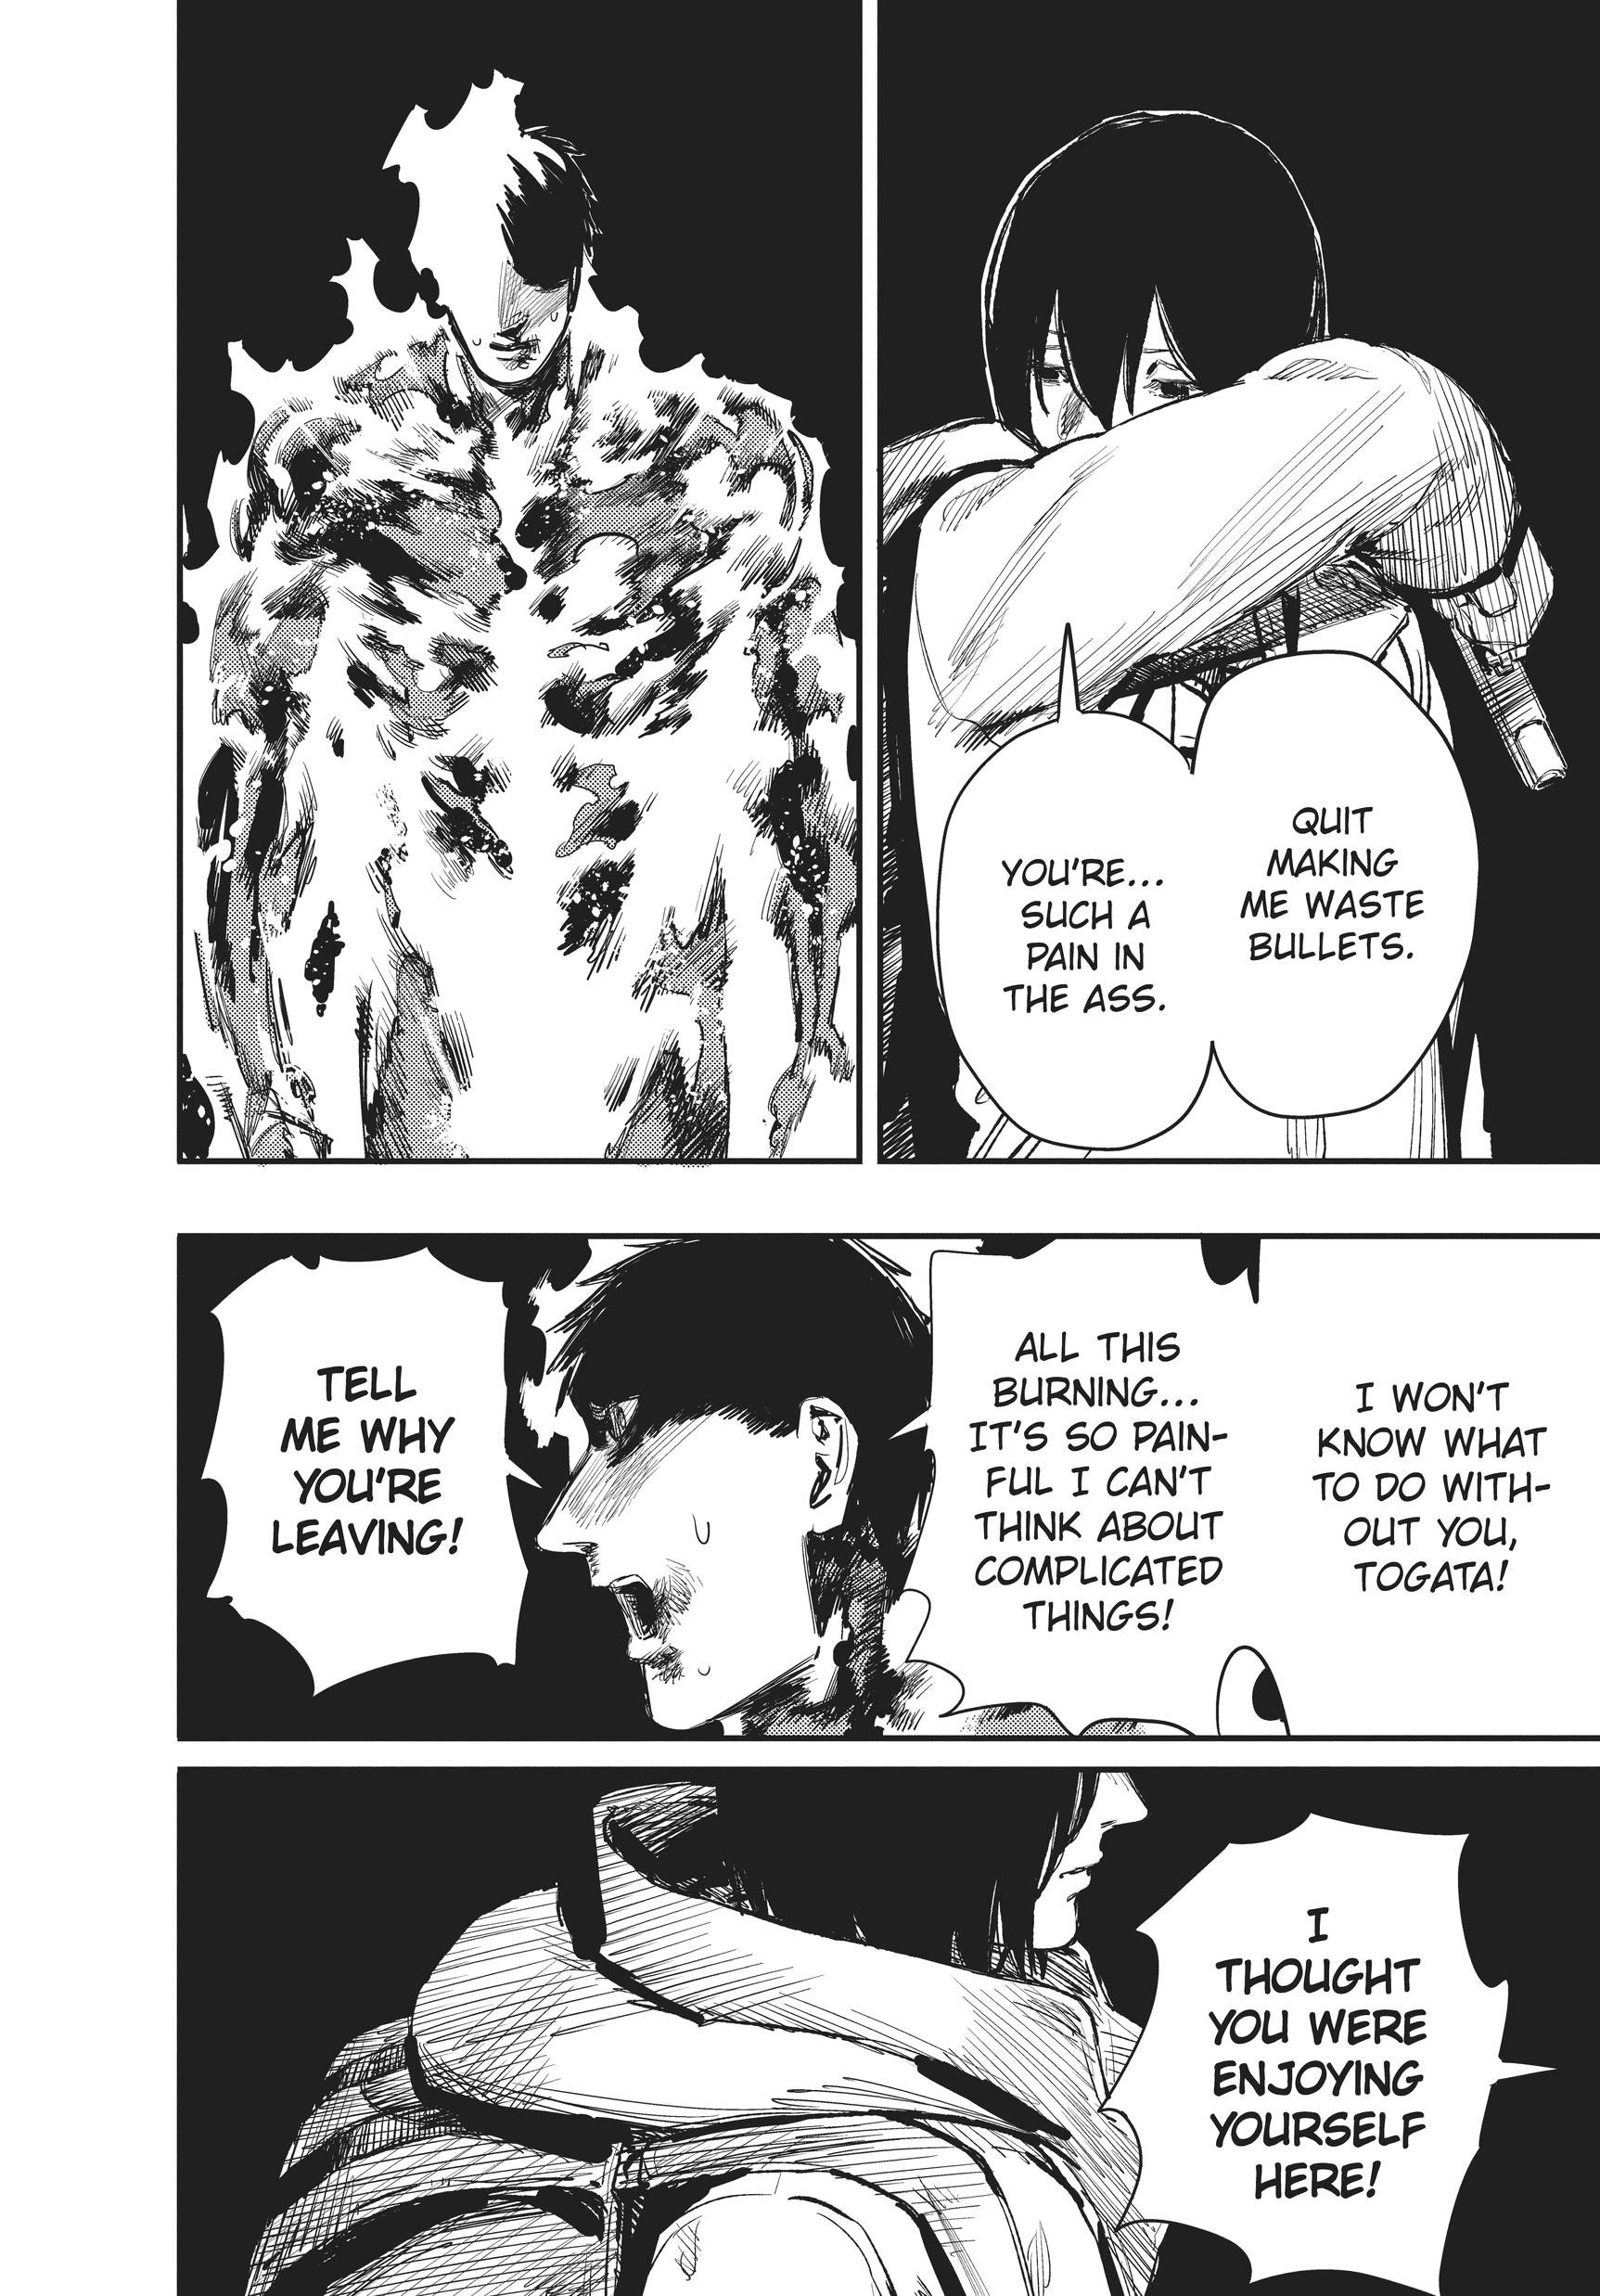 QUIT
MAKING
ME WASTE
BULLETS.
YOU'RE...
SUCH A
PAIN IN
THE ASS.
I WON'T
KNOW WHAT
TO DO WITH-
OUT YOU,
TOGATA!
ALL THIS
BURNING...
IT'S SO PAIN-
FUL I CAN'T
THINK ABOUT
COMPLICATED
THINGS!
TELL
ME WHY
YOU'RE
LEAVING!
I
THOUGHT
YOU WERE
ENJOYING
YOURSELF
HERE!